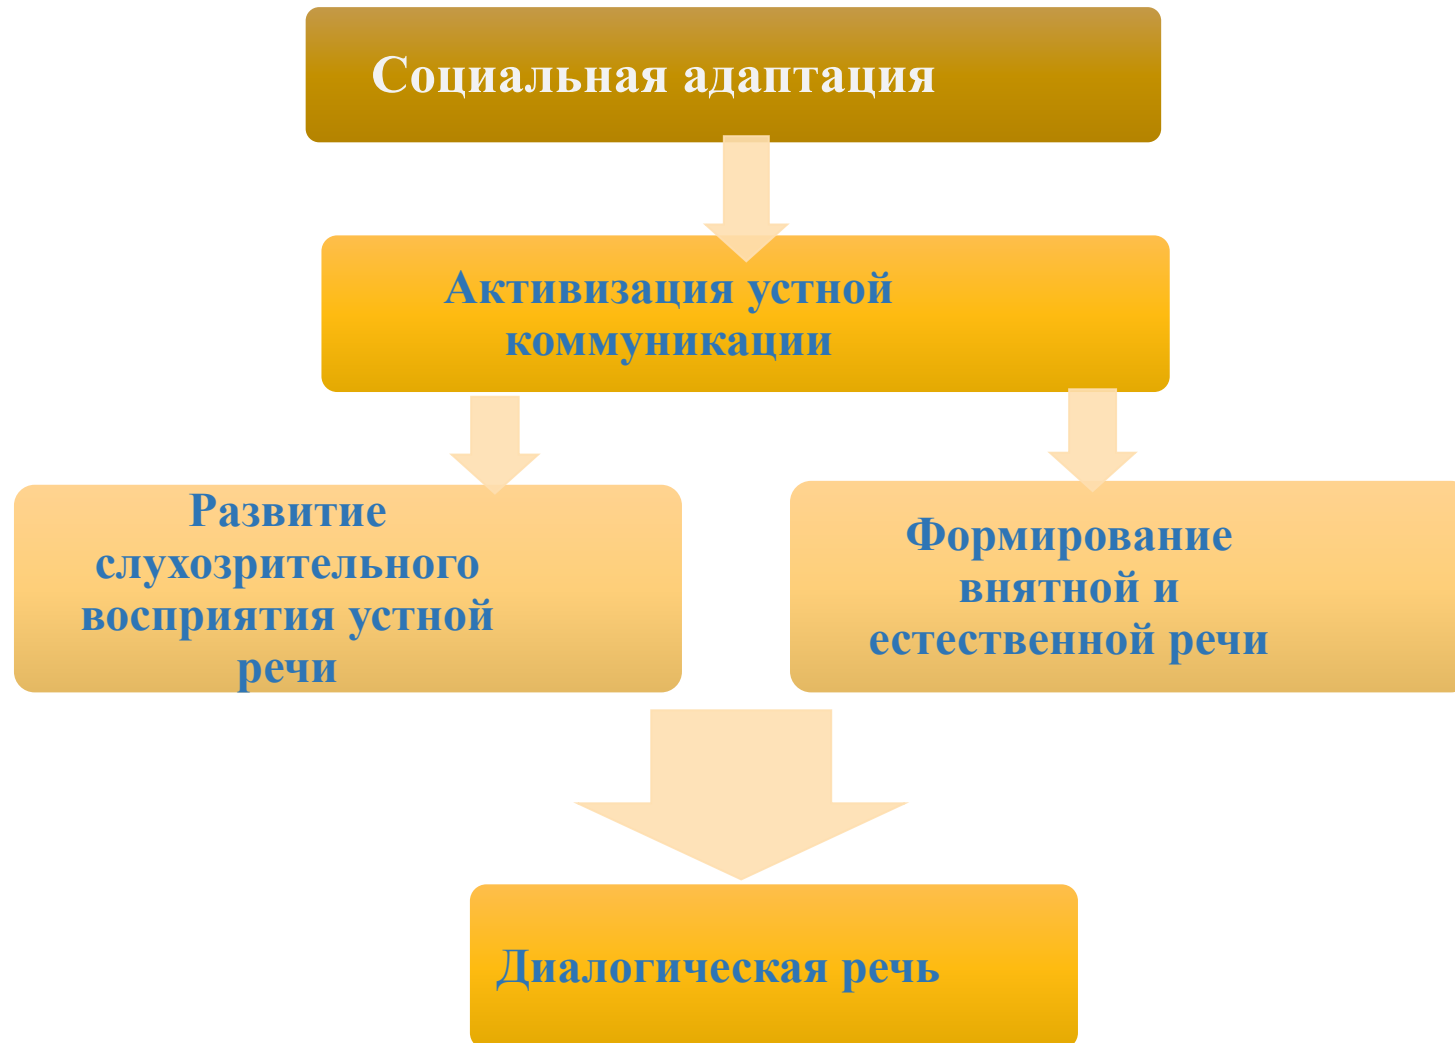 Социальная адаптация
Активизация устной
коммуникации
Развитие
слухозрительного
восприятия устной
речи
Формирование
внятной и
естественной речи
Диалогическая речь